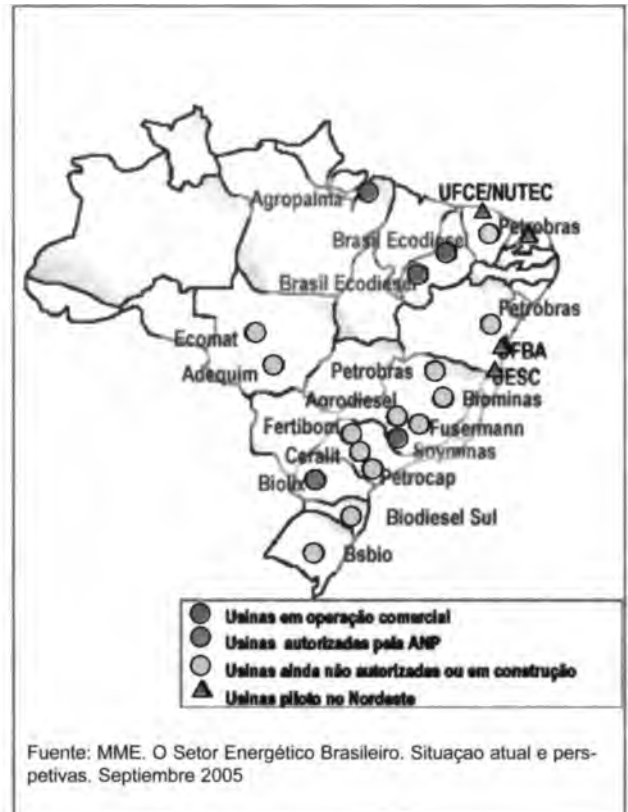 UFCE/NUTEC
Agropalma
Petrobras
Brasil Ecodiesel
Brasil Ecodiesel
Petrobras
Ecomat
UFBA
Adequim
Petrobras
UESC
Agrodiesel
Biominas
Fertibom
Fusermann
Ceralit
Soyminas
Biolix
Petrocap
Biodiesel Sul
Bsbio
Usinas em operação comercial
Usinas autorizadas pela ANP
Usinas ainda não autorizadas ou em construção
Usinas piloto no Nordeste
Fuente: MME. O Setor Energético Brasileiro. Situaçao atual e pers-
petivas. Septiembre 2005